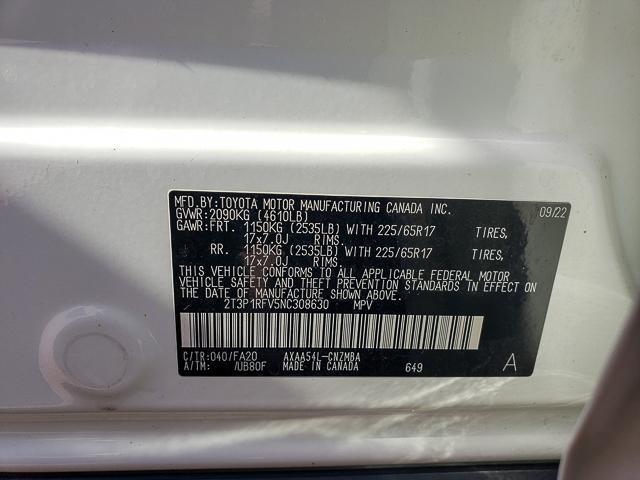 MFD.BY:TOYOTA MOTOR MANUFACTURING CANADA INC. 09/22
GVWR:2090KG (4610LB)
GAWR:FRT. 1150KG (2535LB) WITH 225/65R17 TIRES,
17x7.0J RIMS.
RR. 1150KG (2535LB) WITH 225/65R17 TIRES,
17x7.0J RIMS.
THIS VEHICLE CONFORMS TO ALL APPLICABLE FEDERAL MOTOR
VEHICLE SAFETY AND THEFT PREVENTION STANDARDS IN EFFECT ON
THE DATE OF MANUFACTURE SHOWN ABOVE.
2T3P1RFV5NC308630 MPV
C/TR:040/FA20 AXAA54L-CNZMBA
A/TM: /UB80F MADE IN CANADA 649 A